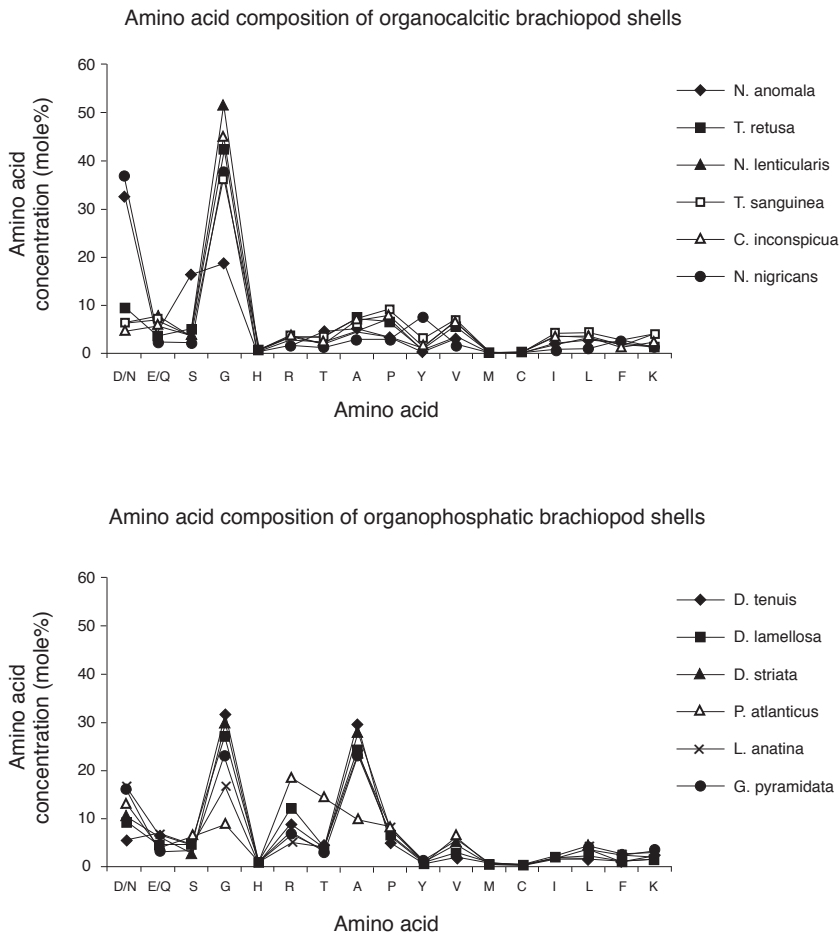 Amino acid composition of organocalcitic brachiopod shells
Amino acid
concentration (mole%)
60
50
40
30
20
10
0
D/N E/Q S G H R T A P Y V M C I L F K
Amino acid
N. anomala
T. retusa
N. lenticularis
T. sanguinea
C. inconspicua
N. nigricans
Amino acid composition of organophosphatic brachiopod shells
Amino acid
concentration (mole%)
60
50
40
30
20
10
0
D/N E/Q S G H R T A P Y V M C I L F K
Amino acid
D. tenuis
D. lamellosa
D. striata
P. atlanticus
L. anatina
G. pyramidata